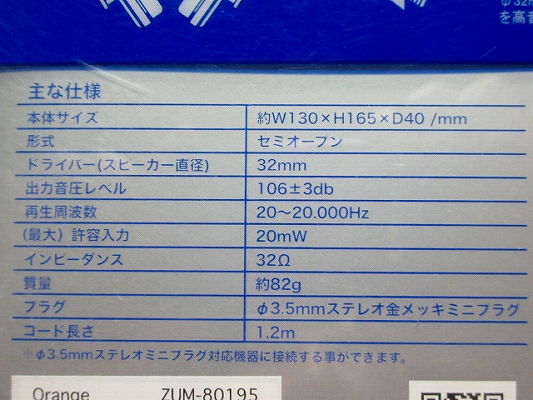 φ32m
を高音
主な仕様
本体サイズ 約W130×H165×D40 /mm
形式 セミオープン
ドライバー(スピーカー直径) 32mm
出力音圧レベル 106±3db
再生周波数 20〜20.000Hz
(最大) 許容入力 20mW
インピーダンス 32Ω
質量 約82g
プラグ φ3.5mmステレオ金メッキミニプラグ
コード長さ 1.2m
※φ3.5mmステレオミニプラグ対応機器に接続する事ができます。
Orange ZUM-80195